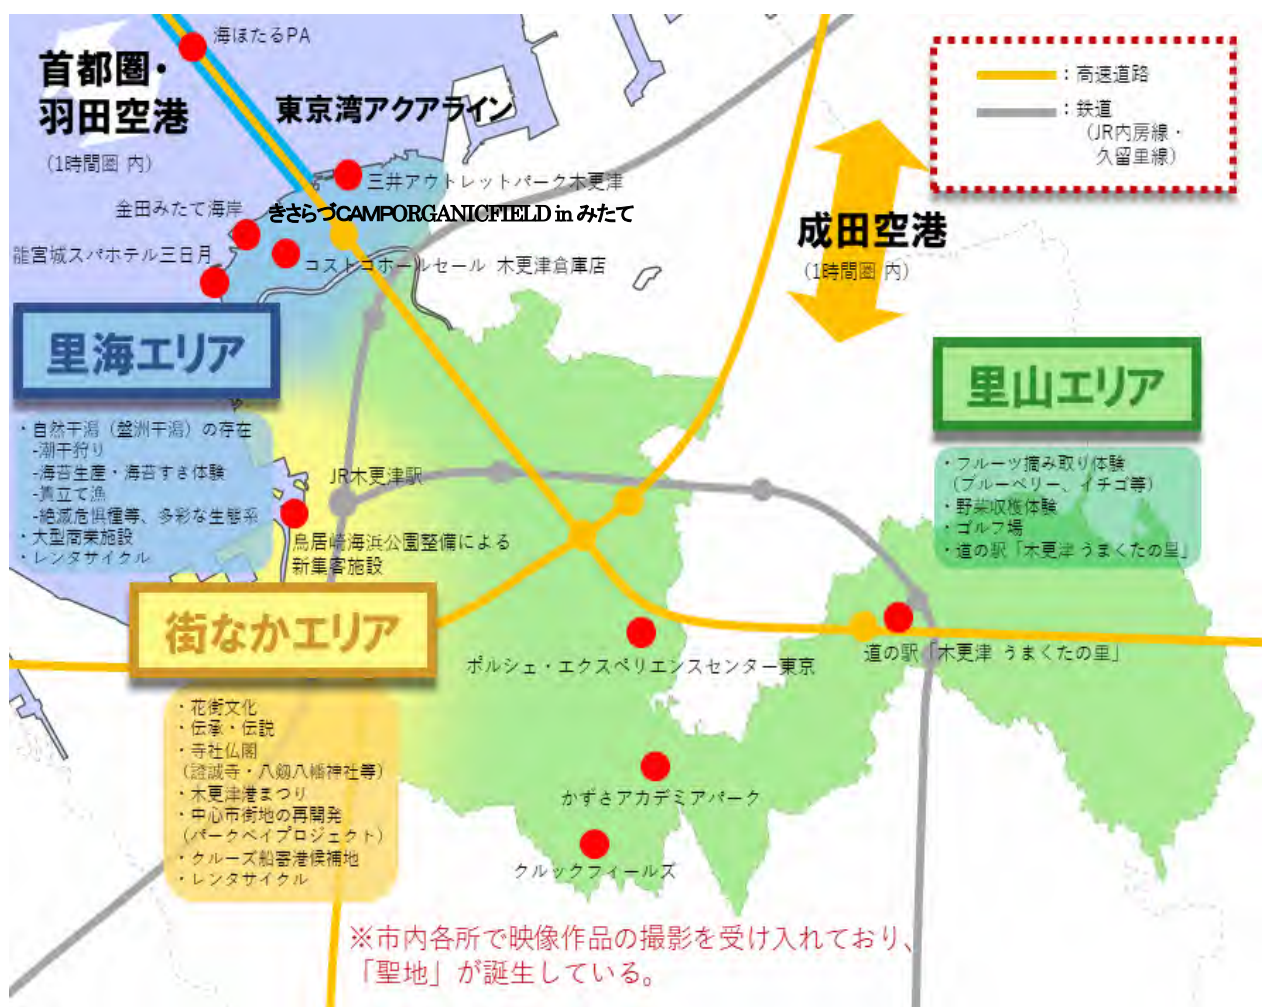 海ほたるPA
首都圏・
羽田空港
（1時間圏 内）
東京湾アクアライン
：高速道路
：鉄道
（JR内房線・
久留里線）
三井アウトレットパーク木更津
金田みたて海岸
きさらづCAMPORGANICFIELD in みたて
龍宮城スパホテル三日月
コストコホールセール 木更津倉庫店
成田空港
（1時間圏 内）
里海エリア
・自然干潟（盤洲干潟）の存在
-潮干狩り
-海苔生産・海苔すき体験
-簀立て漁
-絶滅危惧種等、多彩な生態系
・大型商業施設
・レンタサイクル
里山エリア
・フルーツ摘み取り体験
（ブルーベリー、イチゴ等）
・野菜収穫体験
・ゴルフ場
・道の駅「木更津 うまくたの里」
JR木更津駅
鳥居崎海浜公園整備による
新集客施設
街なかエリア
・花街文化
・伝承・伝説
・寺社仏閣
（證誠寺・八剱八幡神社等）
・木更津港まつり
・中心市街地の再開発
（パークベイプロジェクト）
・クルーズ船寄港候補地
・レンタサイクル
ポルシェ・エクスペリエンスセンター東京
道の駅「木更津 うまくたの里」
かずさアカデミアパーク
クルックフィールズ
※市内各所で映像作品の撮影を受け入れており、
「聖地」が誕生している。